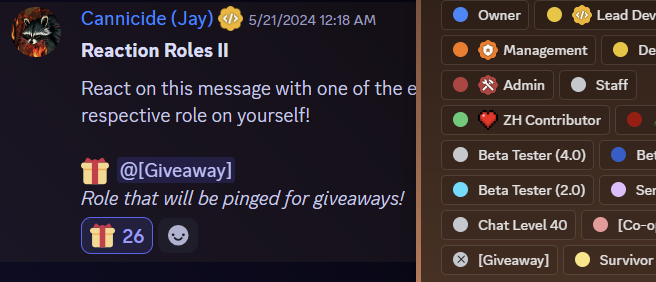 Cannicide (Jay) 5/21/2024 12:18 AM
Reaction Roles II
React on this message with one of the e
respective role on yourself!
@[Giveaway]
Role that will be pinged for giveaways!
26
Owner Lead Dev
Management De
Admin Staff
ZH Contributor
Beta Tester (4.0) Bet
Beta Tester (2.0) Ser
Chat Level 40 [Co-op
[Giveaway] Survivor